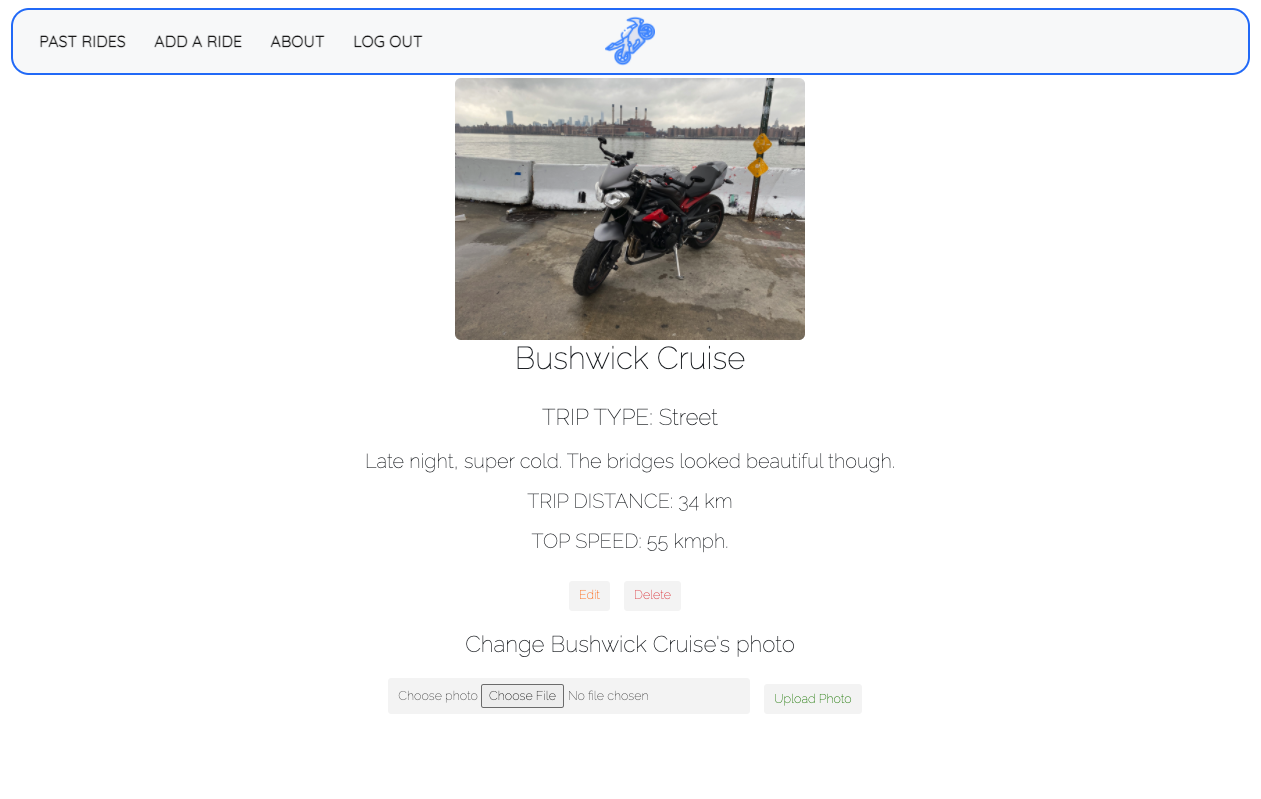 PAST RIDES ADD A RIDE ABOUT LOG OUT
Bushwick Cruise
TRIP TYPE: Street
Late night, super cold. The bridges looked beautiful though.
TRIP DISTANCE: 34 km
TOP SPEED: 55 kmph.
Edit Delete
Change Bushwick Cruise's photo
Choose photo Choose File No file chosen Upload Photo